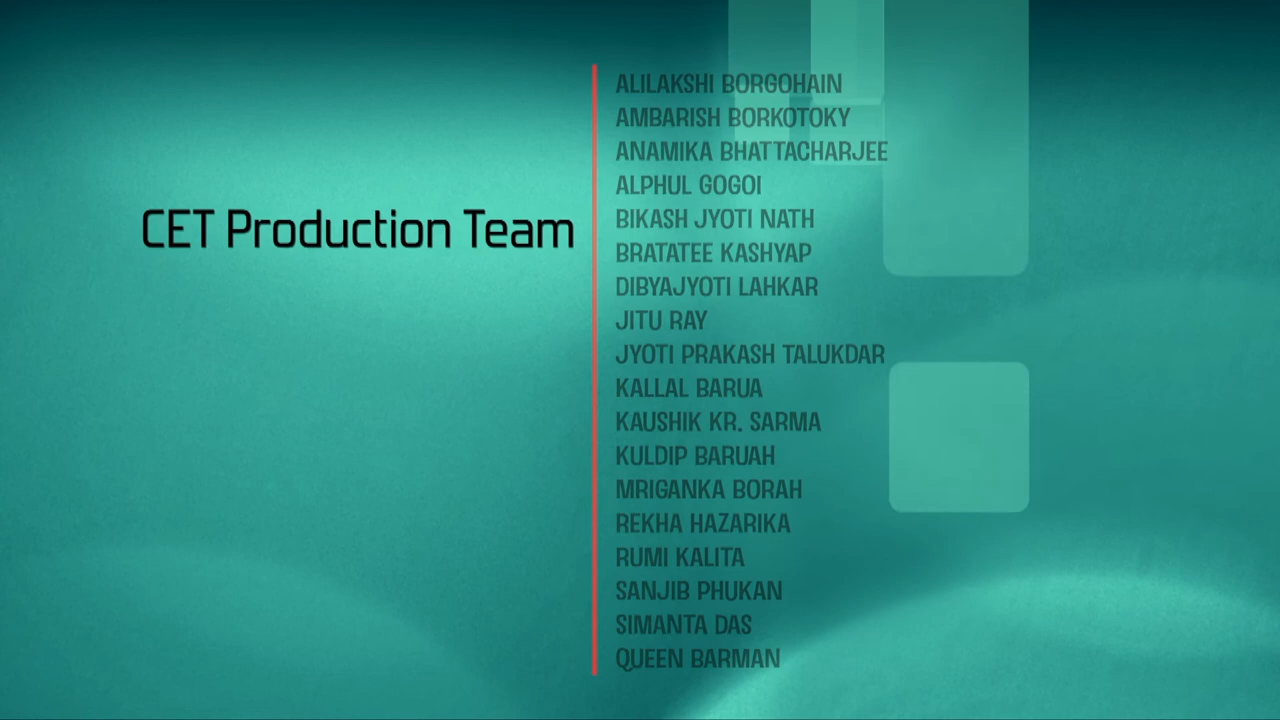 CET Production Team
ALILAKSHI BORGOHAIN
AMBARISH BORKOTOKY
ANAMIKA BHATTACHARJEE
ALPHUL GOGOI
BIKASH JYOTI NATH
BRATATEE KASHYAP
DIBYAJYOTI LAHKAR
JITU RAY
JYOTI PRAKASH TALUKDAR
KALLAL BARUA
KAUSHIK KR. SARMA
KULDIP BARUAH
MRIGANKA BORAH
REKHA HAZARIKA
RUMI KALITA
SANJIB PHUKAN
SIMANTA DAS
QUEEN BARMAN